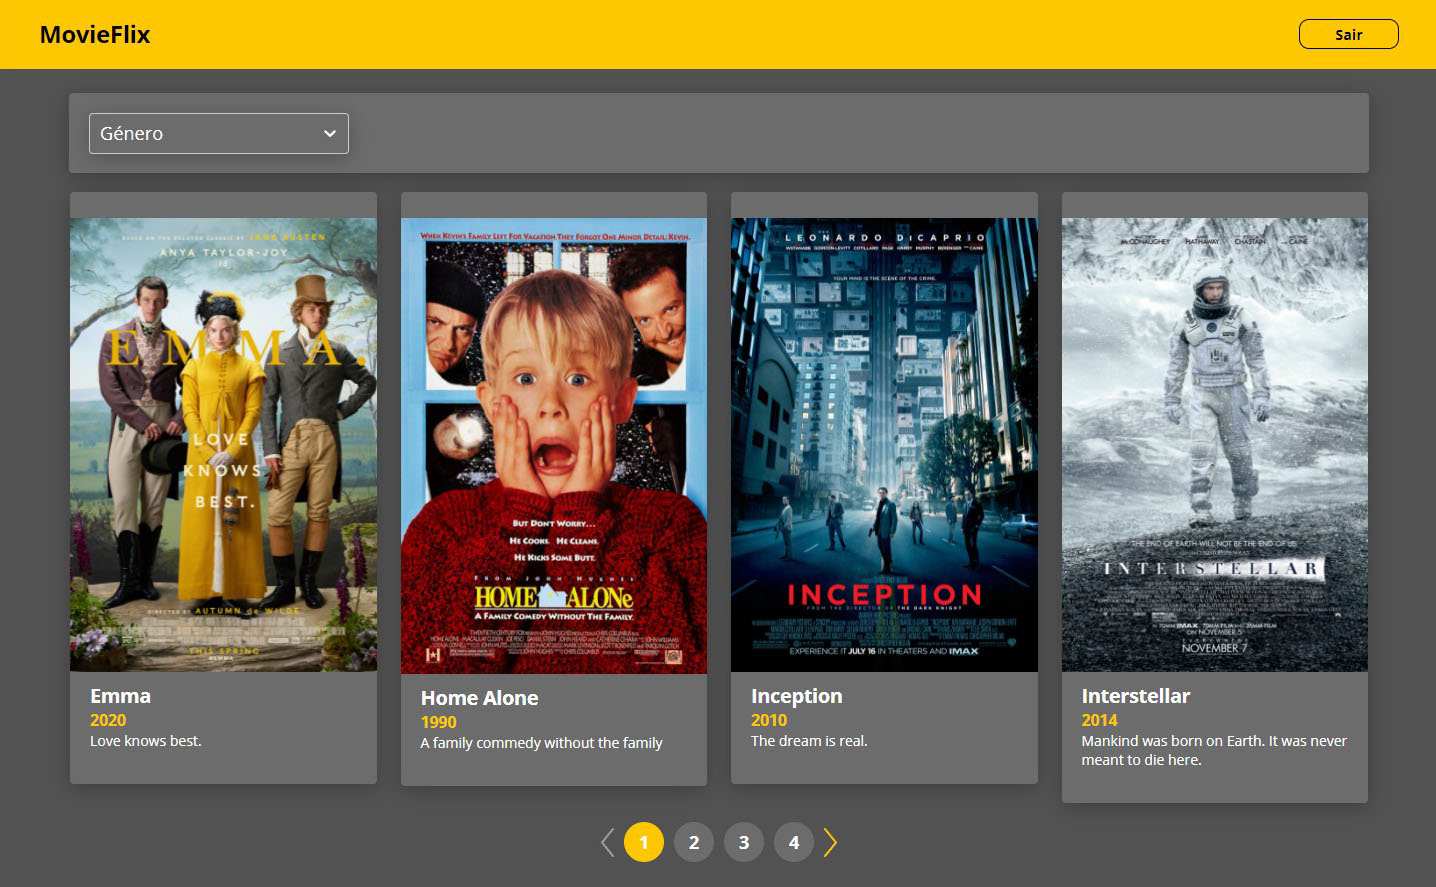 MovieFlix
Sair
Género
BASED ON THE BELOVED CLASSIC BY JANE AUSTEN
ANYA TAYLOR-JOY
EMMA.
LOVE
KNOWS
BEST.
DIRECTED BY AUTUMN de WILDE
THIS SPRING
WHEN KEVIN'S FAMILY LEFT FOR VACATION, THEY FORGOT ONE MINOR DETAIL: KEVIN.
BUT DON'T WORRY...
HE COOKS. HE CLEANS.
HE KICKS SOME BUTT.
FROM JOHN HUGHES
HOME ALONe
A FAMILY COMEDY WITHOUT THE FAMILY.
LEONARDO DICAPRIO
YOUR MIND IS THE SCENE OF THE CRIME.
INCEPTION
FROM THE DIRECTOR OF THE DARK KNIGHT
EXPERIENCE IT JULY 16 IN THEATERS AND IMAX
McCONAUGHEY HATHAWAY CHASTAIN CAINE
THE END OF EARTH WILL NOT BE THE END OF US
INTERSTELLAR
ON NOVEMBER 5
NOVEMBER 7
Emma
2020
Love knows best.
Home Alone
1990
A family commedy without the family
Inception
2010
The dream is real.
Interstellar
2014
Mankind was born on Earth. It was never
meant to die here.
1 2 3 4